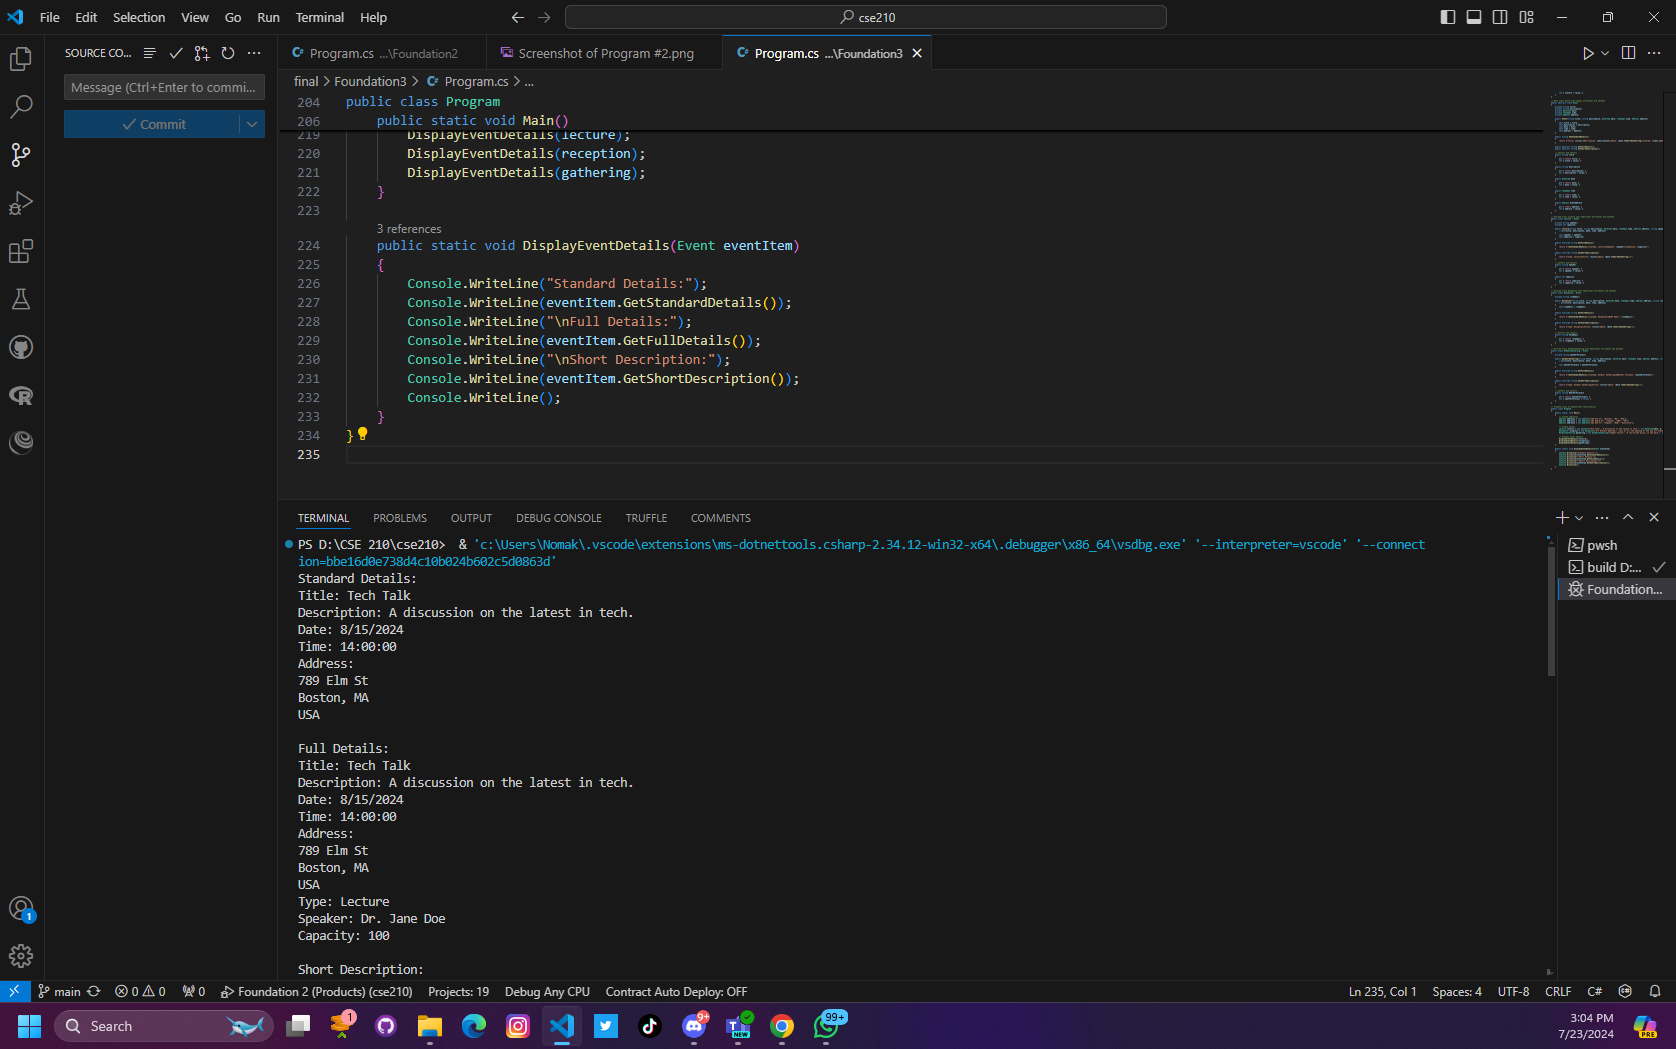 File Edit Selection View Go Run Terminal Help
cse210
SOURCE CO...
Program.cs ...\Foundation2
Screenshot of Program #2.png
Program.cs ...\Foundation3
Message (Ctrl+Enter to commi...
Commit
final > Foundation3 > Program.cs > ...
204 public class Program
206 public static void Main()
219 DisplayEventDetails(lecture);
220 DisplayEventDetails(reception);
221 DisplayEventDetails(gathering);
222 }
223
3 references
224 public static void DisplayEventDetails(Event eventItem)
225 {
226 Console.WriteLine("Standard Details:");
227 Console.WriteLine(eventItem.GetStandardDetails());
228 Console.WriteLine("\nFull Details:");
229 Console.WriteLine(eventItem.GetFullDetails());
230 Console.WriteLine("\nShort Description:");
231 Console.WriteLine(eventItem.GetShortDescription());
232 Console.WriteLine();
233 }
234 }
235
TERMINAL PROBLEMS OUTPUT DEBUG CONSOLE TRUFFLE COMMENTS
PS D:\CSE 210\cse210> & 'c:\Users\Nomak\.vscode\extensions\ms-dotnettools.csharp-2.34.12-win32-x64\.debugger\x86_64\vsdbg.exe' '--interpreter=vscode' '--connect
ion=bbe16d0e738d4c10b024b602c5d0863d'
Standard Details:
Title: Tech Talk
Description: A discussion on the latest in tech.
Date: 8/15/2024
Time: 14:00:00
Address:
789 Elm St
Boston, MA
USA
Full Details:
Title: Tech Talk
Description: A discussion on the latest in tech.
Date: 8/15/2024
Time: 14:00:00
Address:
789 Elm St
Boston, MA
USA
Type: Lecture
Speaker: Dr. Jane Doe
Capacity: 100
Short Description:
pwsh
build D:...
Foundation...
1
main 0 0 0 Foundation 2 (Products) (cse210) Projects: 19 Debug Any CPU Contract Auto Deploy: OFF
Ln 235, Col 1 Spaces: 4 UTF-8 CRLF C#
Search
1
9+
NEW
99+
3:04 PM
7/23/2024
PRE